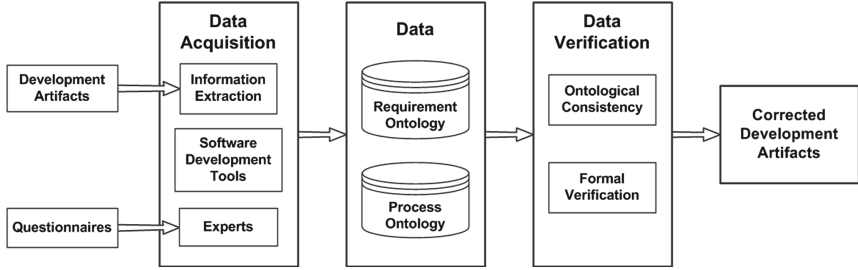 Development
Artifacts
Questionnaires
Data
Acquisition
Information
Extraction
Software
Development
Tools
Experts
Data
Requirement
Ontology
Process
Ontology
Data
Verification
Ontological
Consistency
Formal
Verification
Corrected
Development
Artifacts